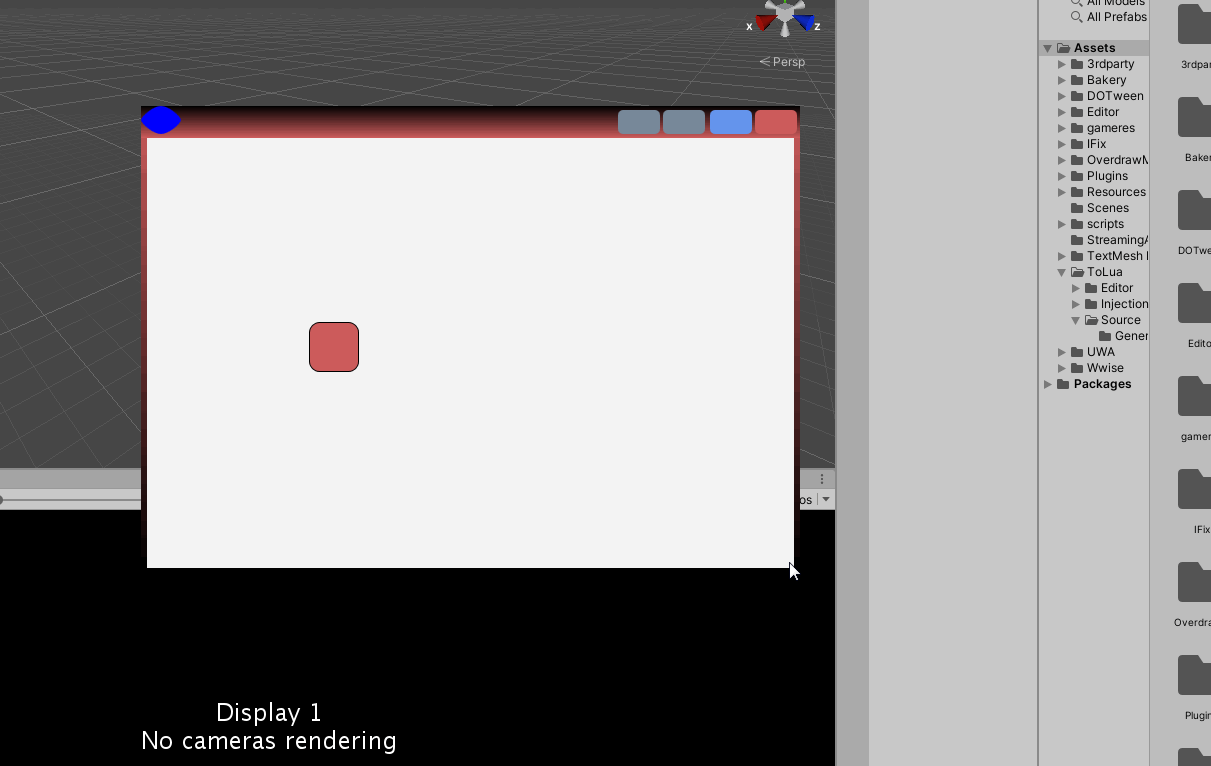 All Models
All Prefabs
x
z
Persp
Assets
3rdparty
Bakery
DOTween
Editor
gameres
IFix
OverdrawM
Plugins
Resources
Scenes
scripts
StreamingA
TextMesh
ToLua
Editor
Injection
Source
Gener
UWA
Wwise
Packages
3rdpar
Baker
DOTwe
Edito
gamer
IFix
Overdra
Plugin
os
Display 1
No cameras rendering